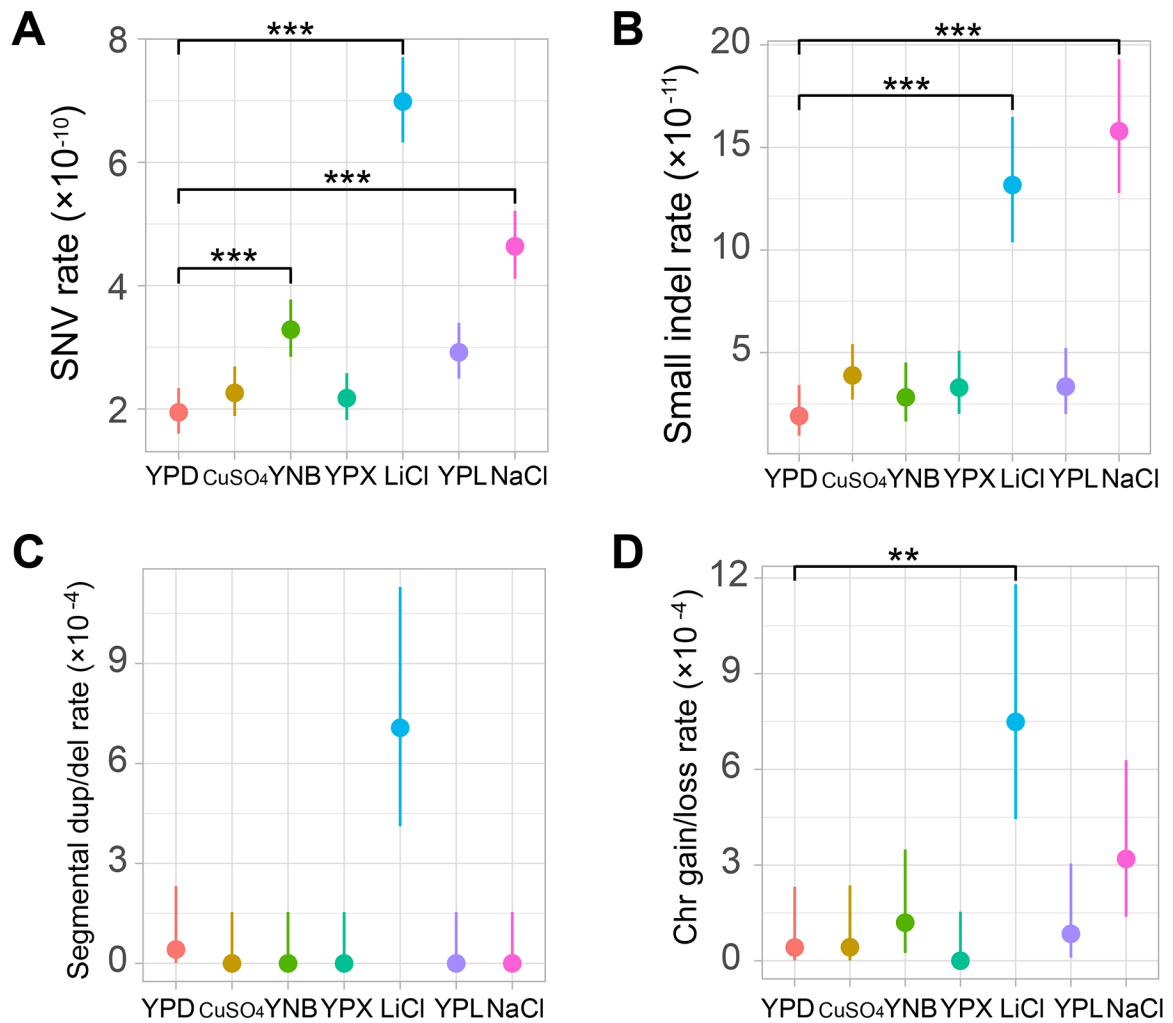 A
SNV rate (×10-10)
8
6
4
2
***
***
***
YPD CuSO4 YNB YPX LiCl YPL NaCl
B
Small indel rate (×10-11)
20
15
10
5
***
***
YPD CuSO4 YNB YPX LiCl YPL NaCl
C
Segmental dup/del rate (×10-4)
9
6
3
0
YPD CuSO4 YNB YPX LiCl YPL NaCl
D
Chr gain/loss rate (×10-4)
12
9
6
3
0
**
YPD CuSO4 YNB YPX LiCl YPL NaCl